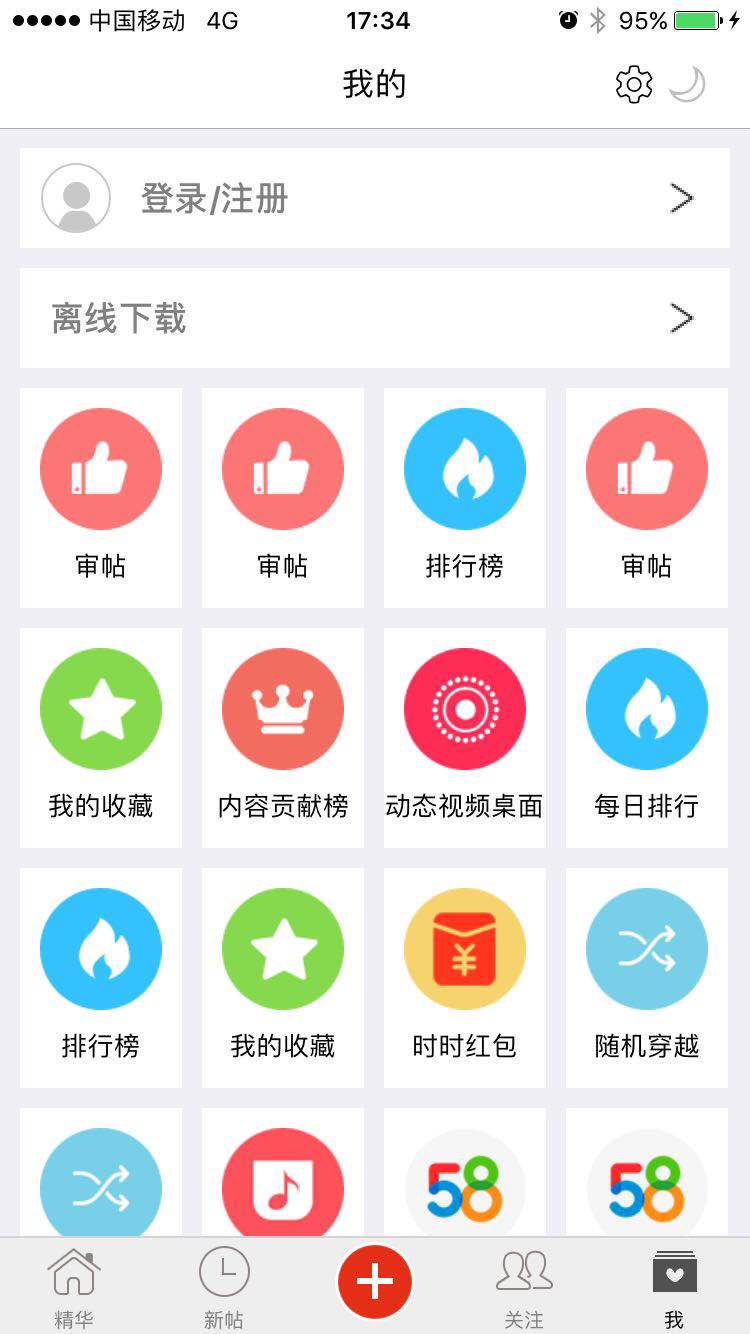 中国移动 4G 17:34 95%
我的
登录/注册
离线下载
审帖 审帖 排行榜 审帖
我的收藏 内容贡献榜 动态视频桌面 每日排行
排行榜 我的收藏 时时红包 随机穿越
58 58
精华 新帖 关注 我